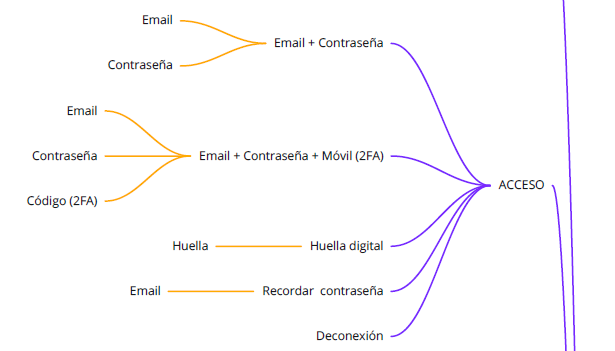 Email
Email + Contraseña
Contraseña
Email
Contraseña
Email + Contraseña + Móvil (2FA)
Código (2FA)
ACCESO
Huella
Huella digital
Email
Recordar contraseña
Deconexión